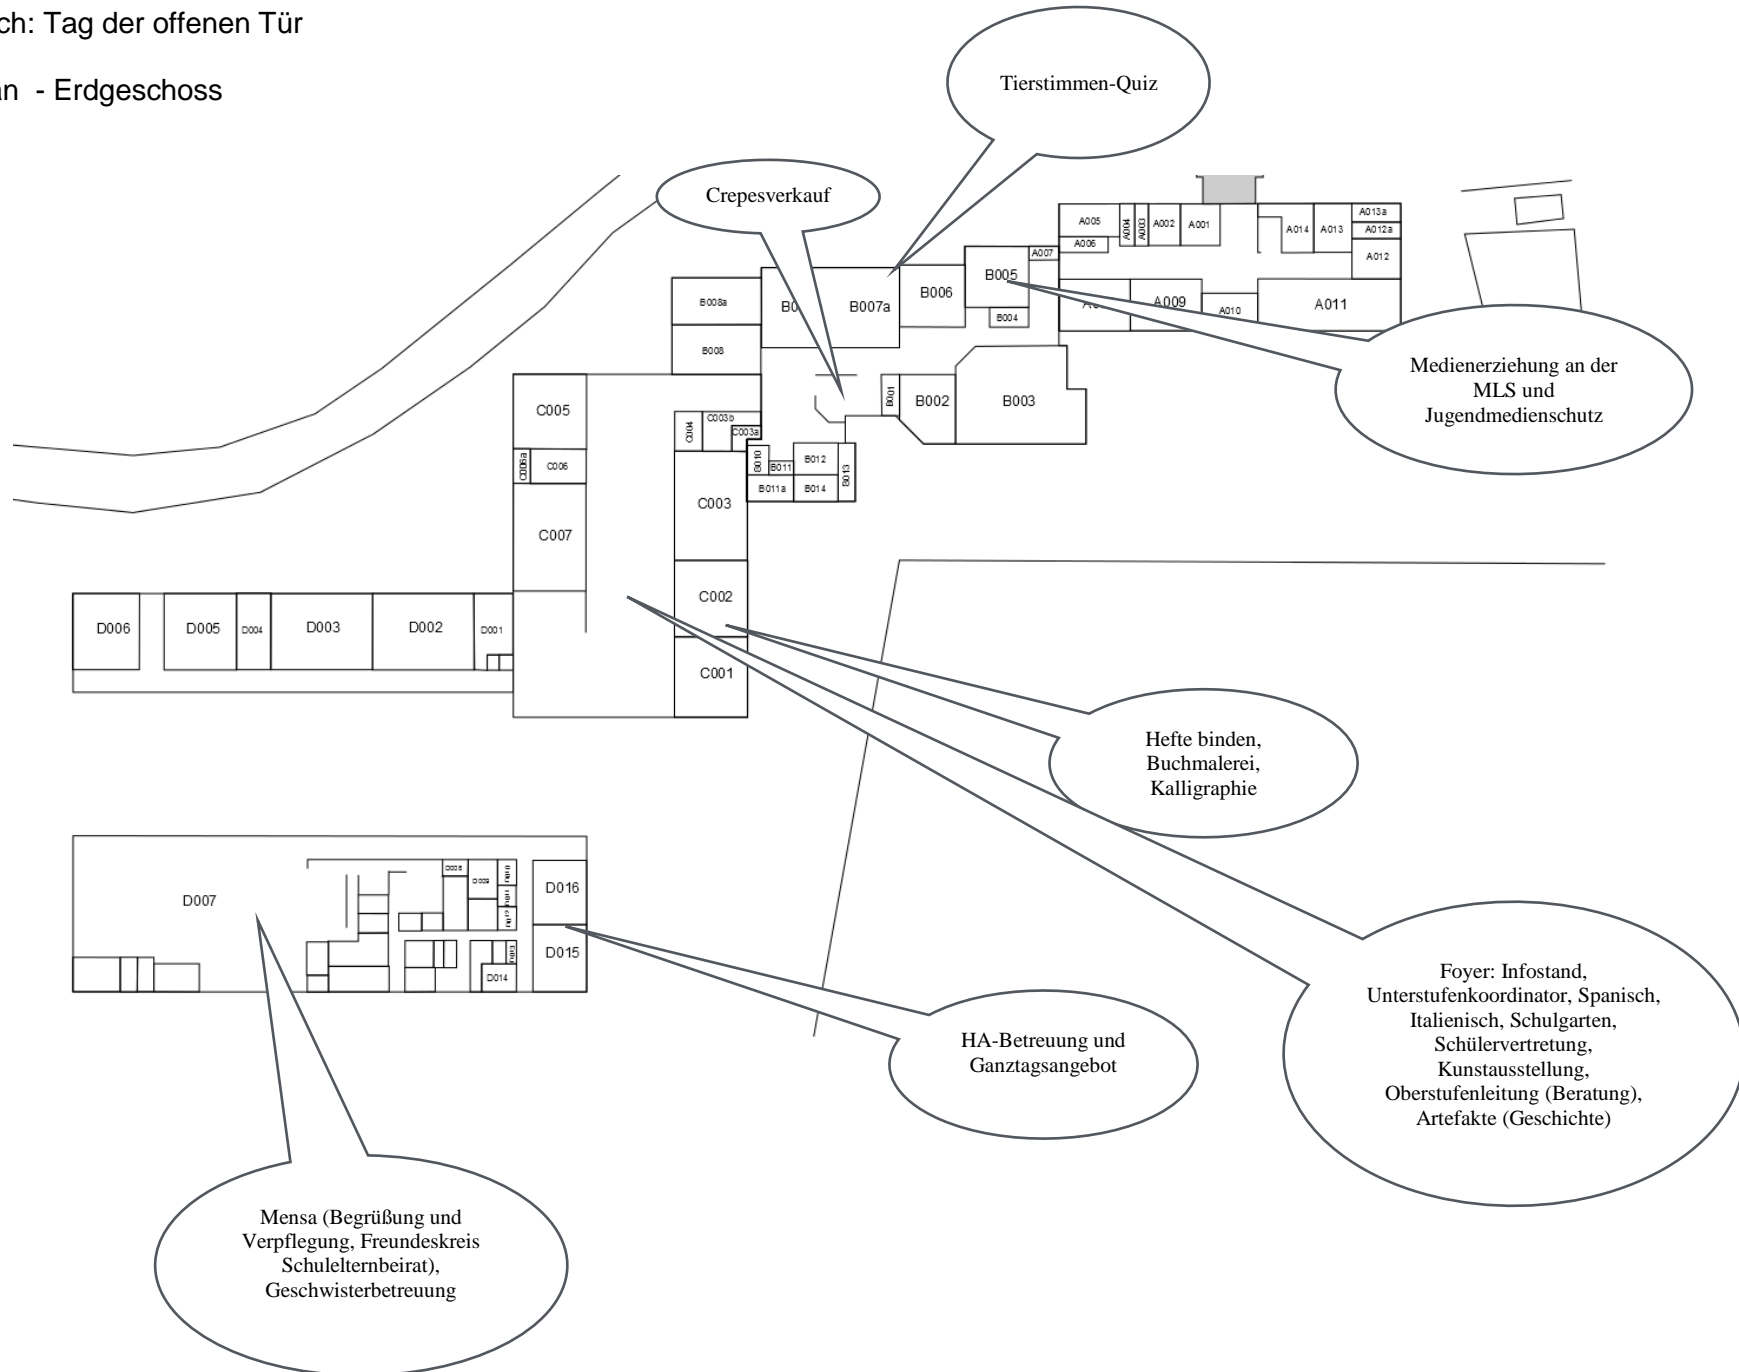 ch: Tag der offenen Tür
an - Erdgeschoss
Tierstimmen-Quiz
Crepesverkauf
A005
A004
A003
A002
A001
A014
A013
A013a
A012a
A006
A007
A012
B005
B006
B007a
B008a
B004
A009
A010
A011
B008
Medienerziehung an der
MLS und
Jugendmedienschutz
C005
B001
B002
B003
C004
C003b
C003a
C006a
C006
B010
B011
B012
B013
B011a
B014
C003
C007
C002
D006
D005
D004
D003
D002
D001
C001
Hefte binden,
Buchmalerei,
Kalligraphie
D007
D008
D009
D016
D015
D014
Foyer: Infostand,
Unterstufenkoordinator, Spanisch,
Italienisch, Schulgarten,
Schülervertretung,
Kunstausstellung,
Oberstufenleitung (Beratung),
Artefakte (Geschichte)
HA-Betreuung und
Ganztagsangebot
Mensa (Begrüßung und
Verpflegung, Freundeskreis
Schulelternbeirat),
Geschwisterbetreuung